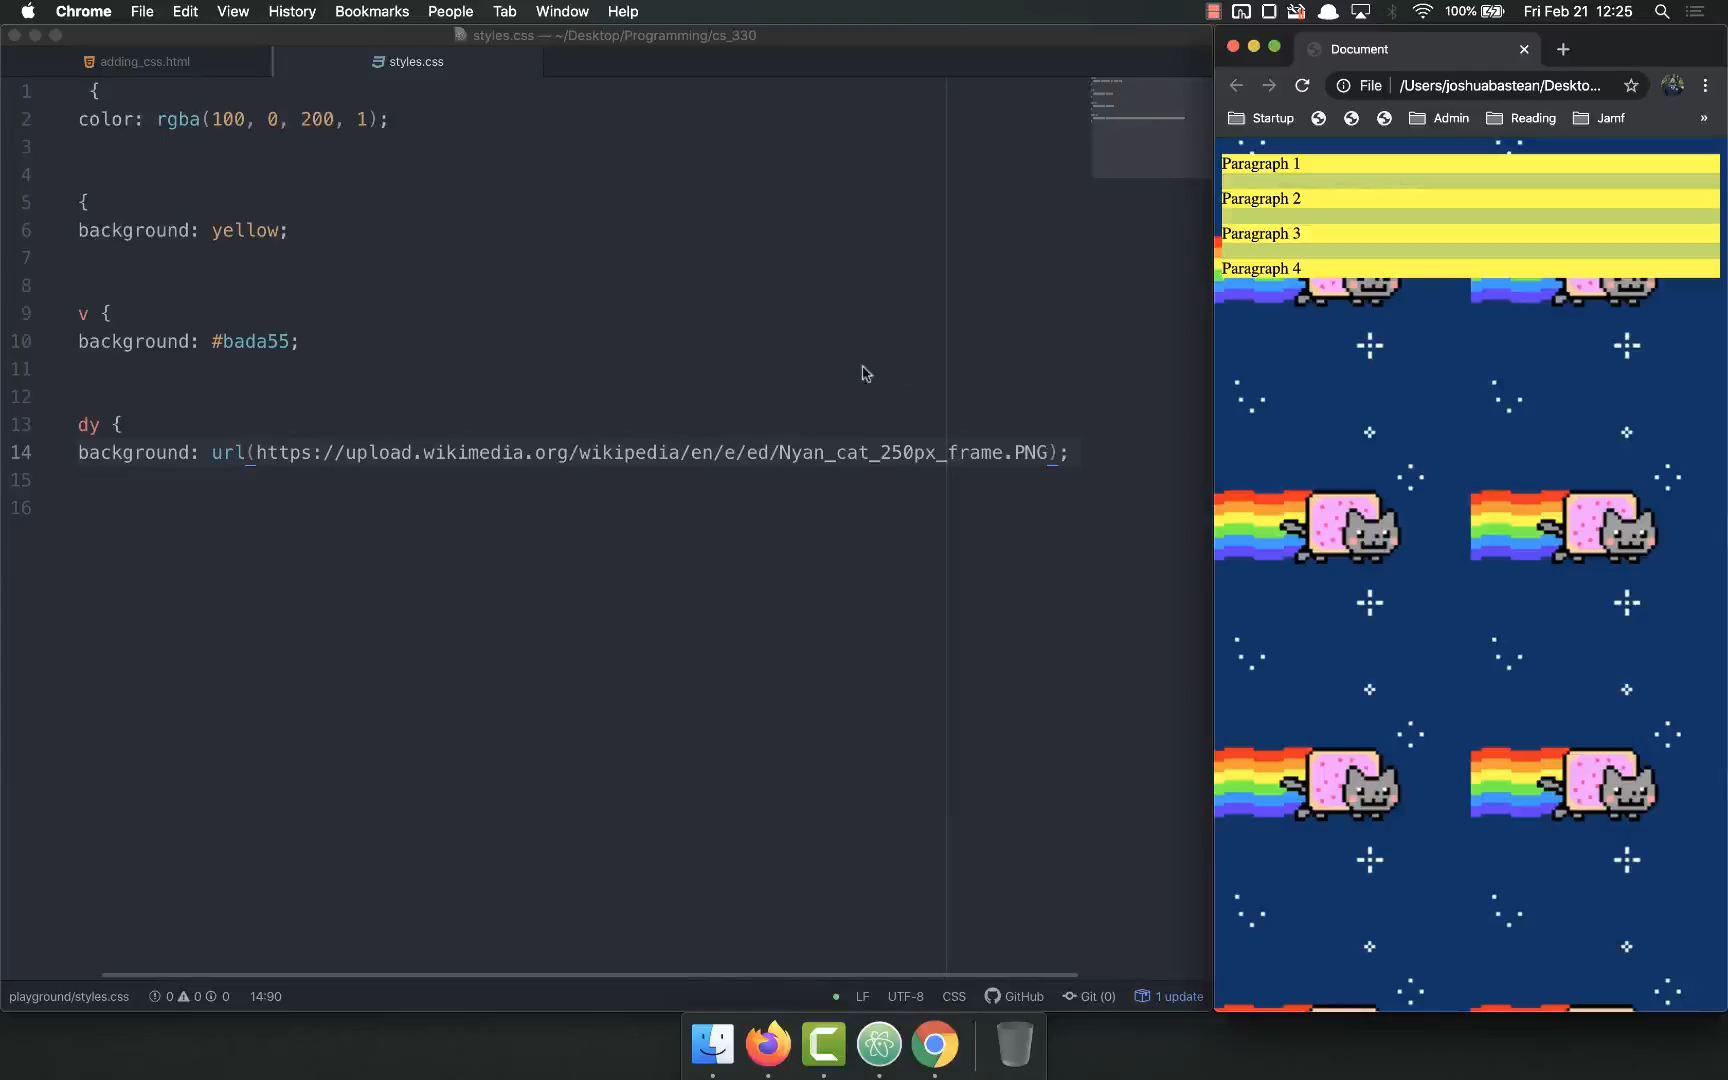 Chrome File Edit View History Bookmarks People Tab Window Help 100% Fri Feb 21 12:25
styles.css — ~/Desktop/Programming/cs_330
adding_css.html styles.css
1 {
2 color: rgba(100, 0, 200, 1);
3
4
5 {
6 background: yellow;
7
8
9 v {
10 background: #bada55;
11
12
13 dy {
14 background: url(https://upload.wikimedia.org/wikipedia/en/e/ed/Nyan_cat_250px_frame.PNG);
15
16
playground/styles.css 0 0 0 14:90 LF UTF-8 CSS GitHub Git (0) 1 update
Document
File /Users/joshuabastean/Deskto...
Startup Admin Reading Jamf »
Paragraph 1
Paragraph 2
Paragraph 3
Paragraph 4